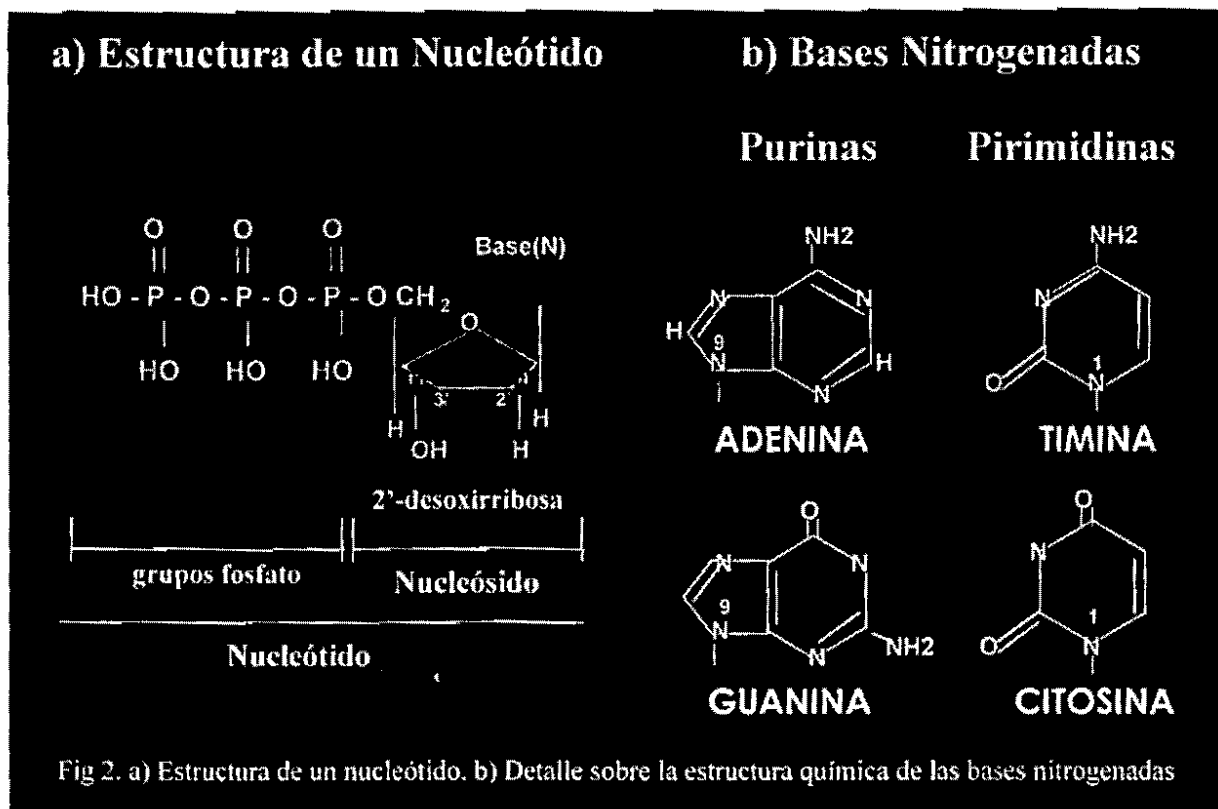 a) Estructura de un Nucleótido
b) Bases Nitrogenadas
Purinas Pirimidinas
O O O
Base(N)
HO - P - O - P - O - P - O CH2
O
HO HO HO
3' 2'
H H
OH H
2'-desoxirribosa
grupos fosfato
Nucleósido
Nucleótido
NH2
N N
H 9
N N H
ADENINA
NH2
N
O 1
N
TIMINA
O
N N
9
N N NH2
GUANINA
O
N
O 1
N
CITOSINA
Fig 2. a) Estructura de un nucleótido. b) Detalle sobre la estructura química de las bases nitrogenadas